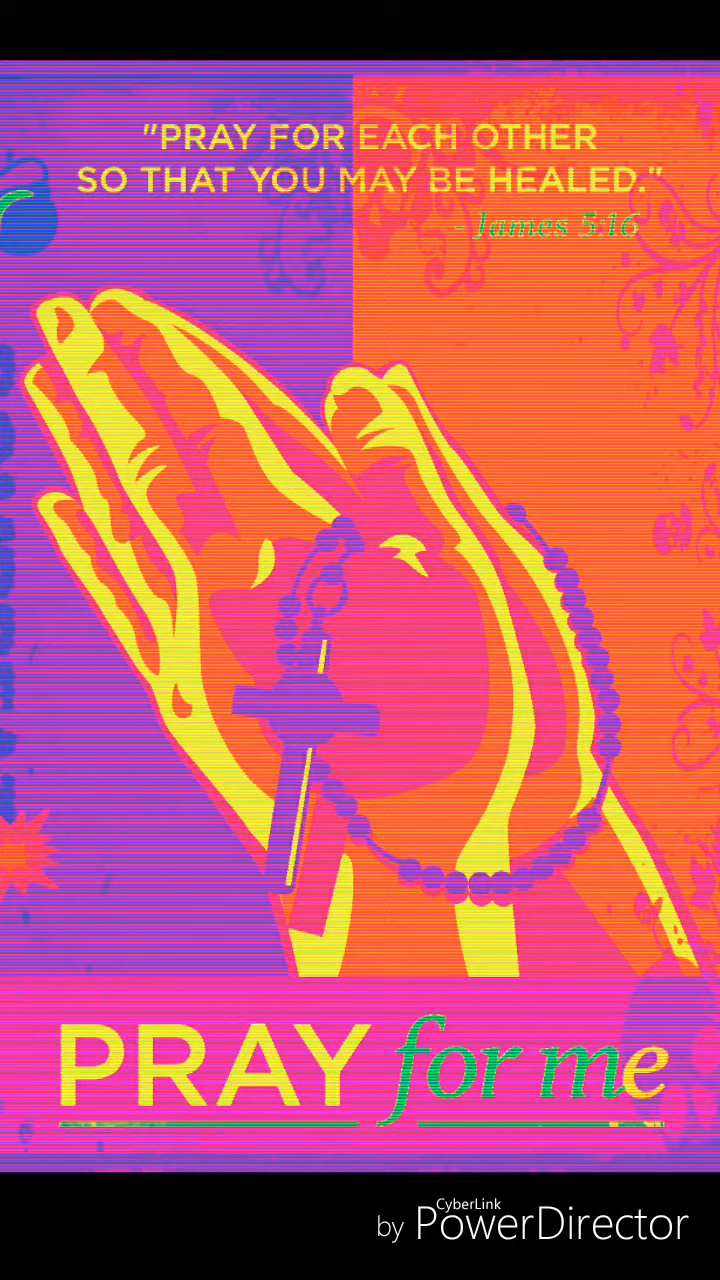 "PRAY FOR EACH OTHER
SO THAT YOU MAY BE HEALED."
- James 5:16
PRAY for me
CyberLink
by PowerDirector